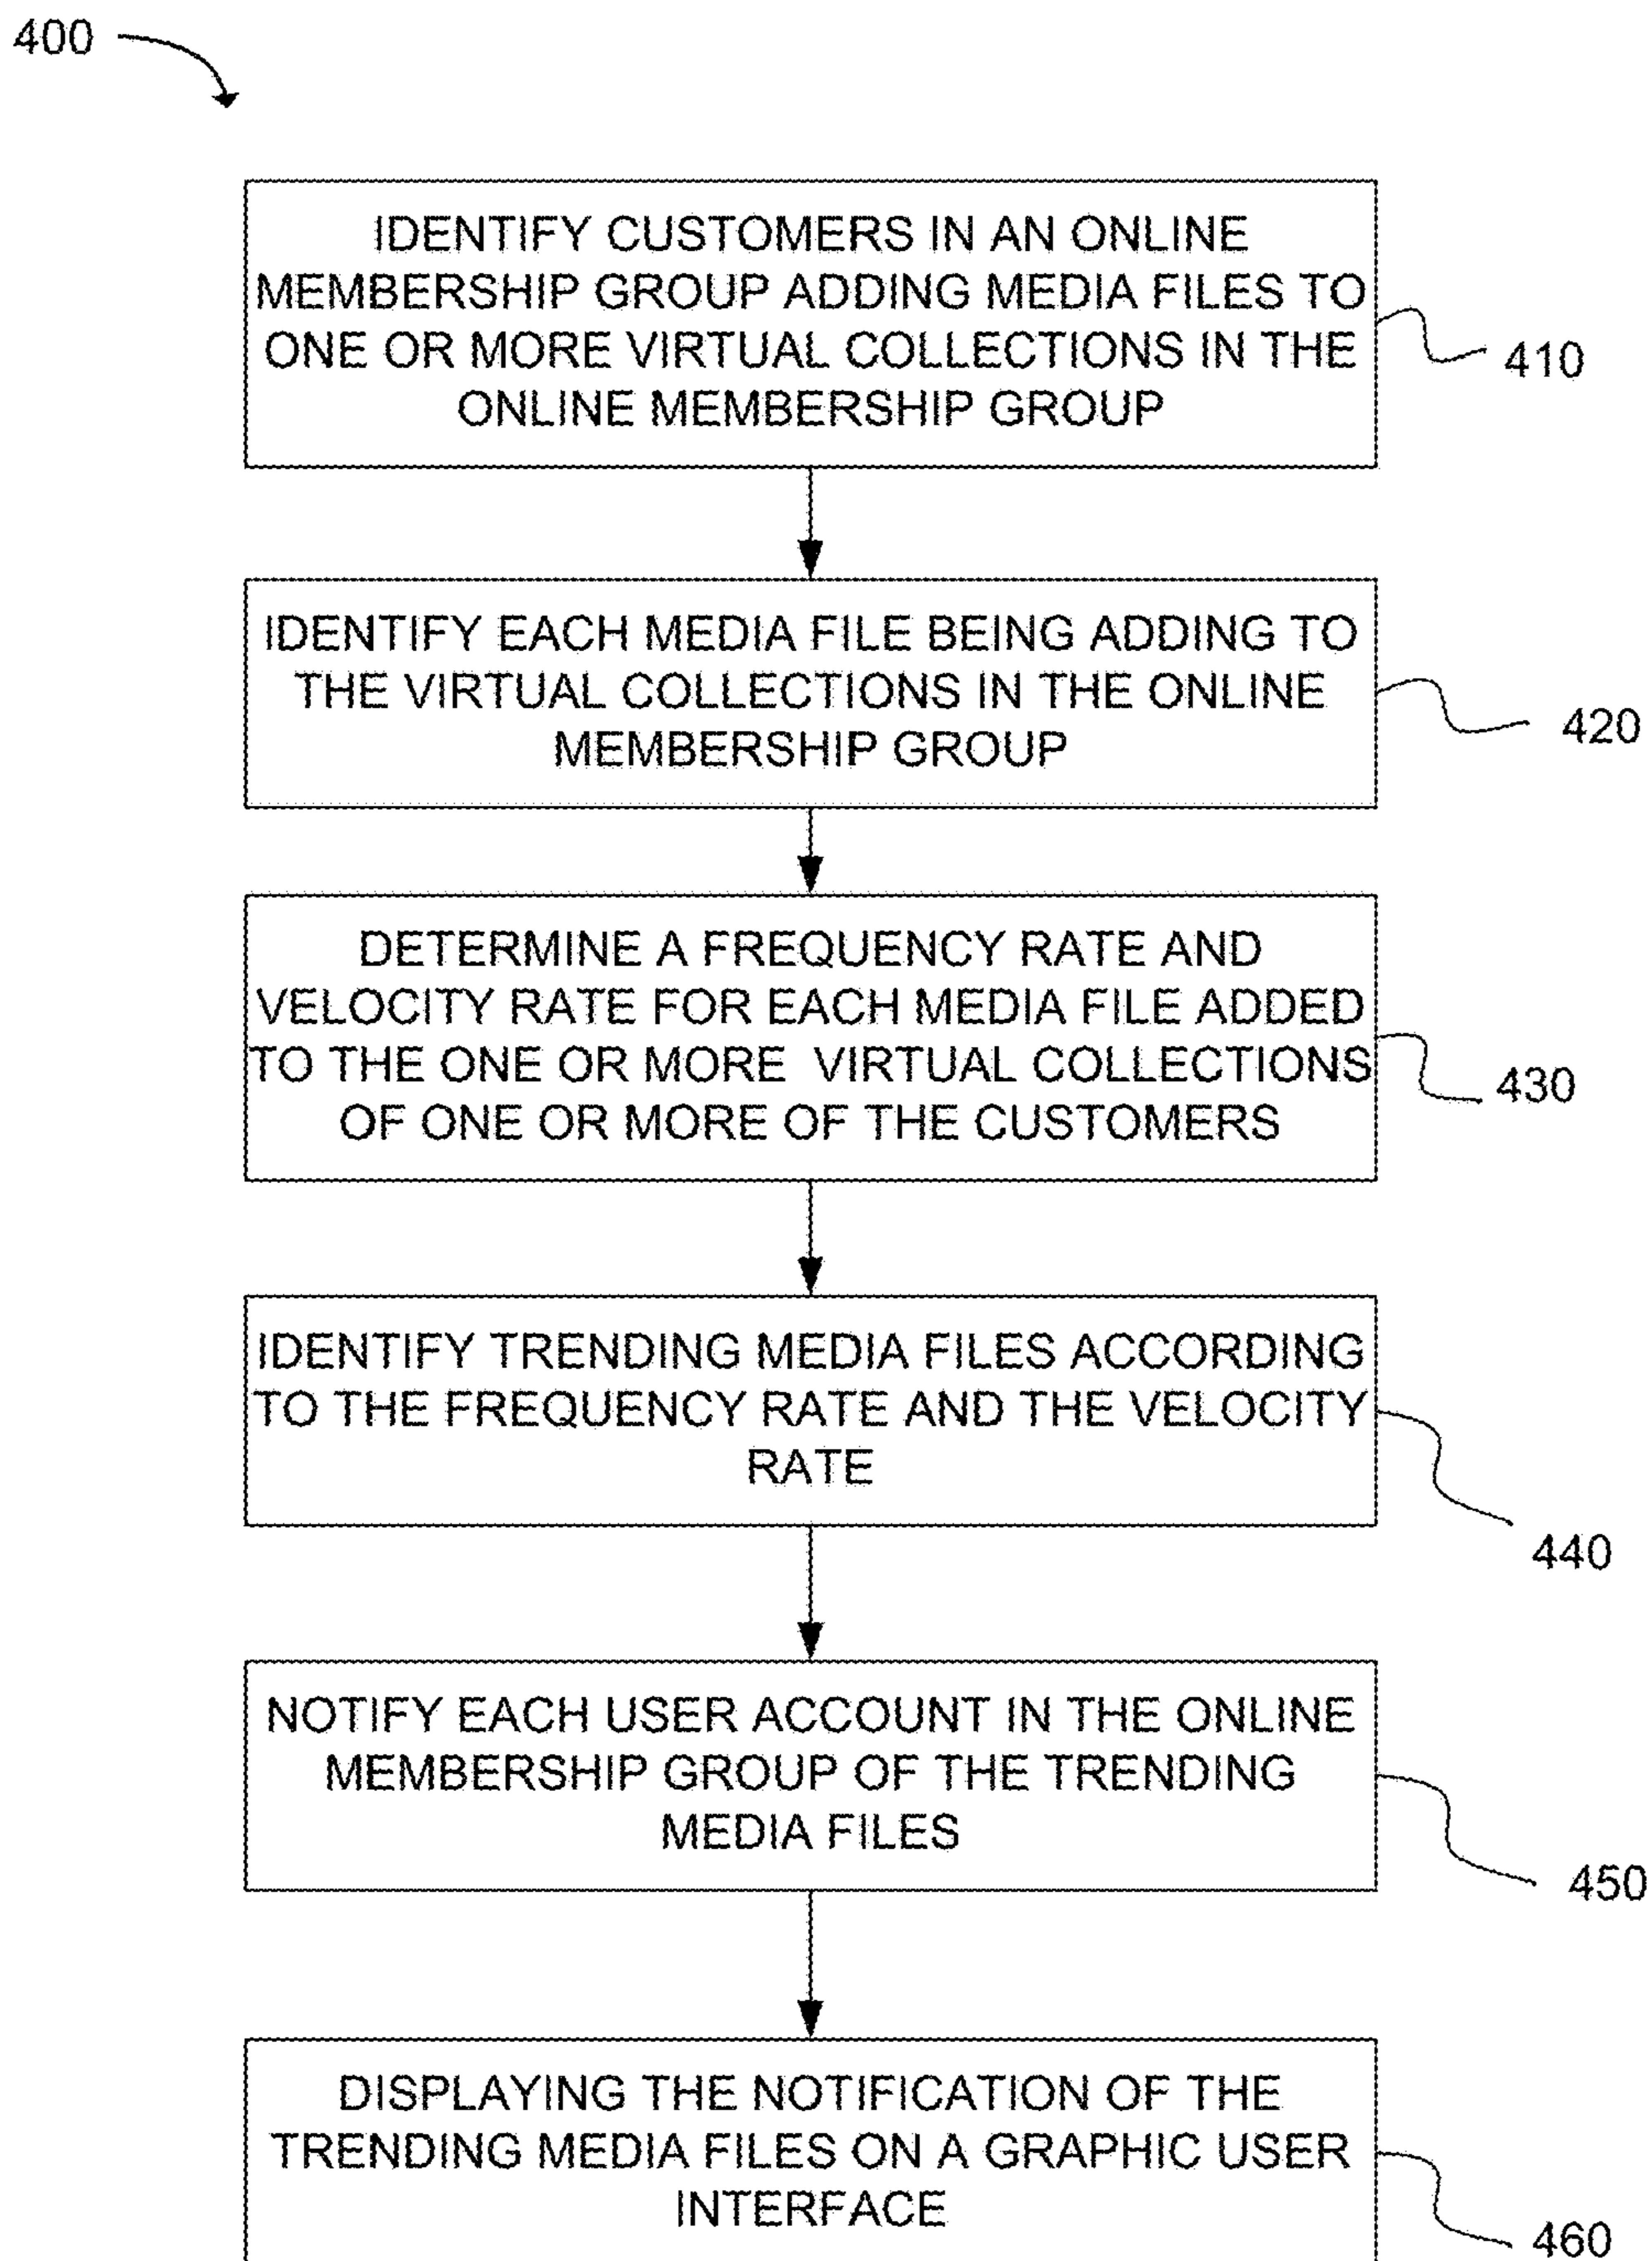 400
IDENTIFY CUSTOMERS IN AN ONLINE
MEMBERSHIP GROUP ADDING MEDIA FILES TO
ONE OR MORE VIRTUAL COLLECTIONS IN THE
ONLINE MEMBERSHIP GROUP
410
IDENTIFY EACH MEDIA FILE BEING ADDING TO
THE VIRTUAL COLLECTIONS IN THE ONLINE
MEMBERSHIP GROUP
420
DETERMINE A FREQUENCY RATE AND
VELOCITY RATE FOR EACH MEDIA FILE ADDED
TO THE ONE OR MORE VIRTUAL COLLECTIONS
OF ONE OR MORE OF THE CUSTOMERS
430
IDENTIFY TRENDING MEDIA FILES ACCORDING
TO THE FREQUENCY RATE AND THE VELOCITY
RATE
440
NOTIFY EACH USER ACCOUNT IN THE ONLINE
MEMBERSHIP GROUP OF THE TRENDING
MEDIA FILES
450
DISPLAYING THE NOTIFICATION OF THE
TRENDING MEDIA FILES ON A GRAPHIC USER
INTERFACE
460